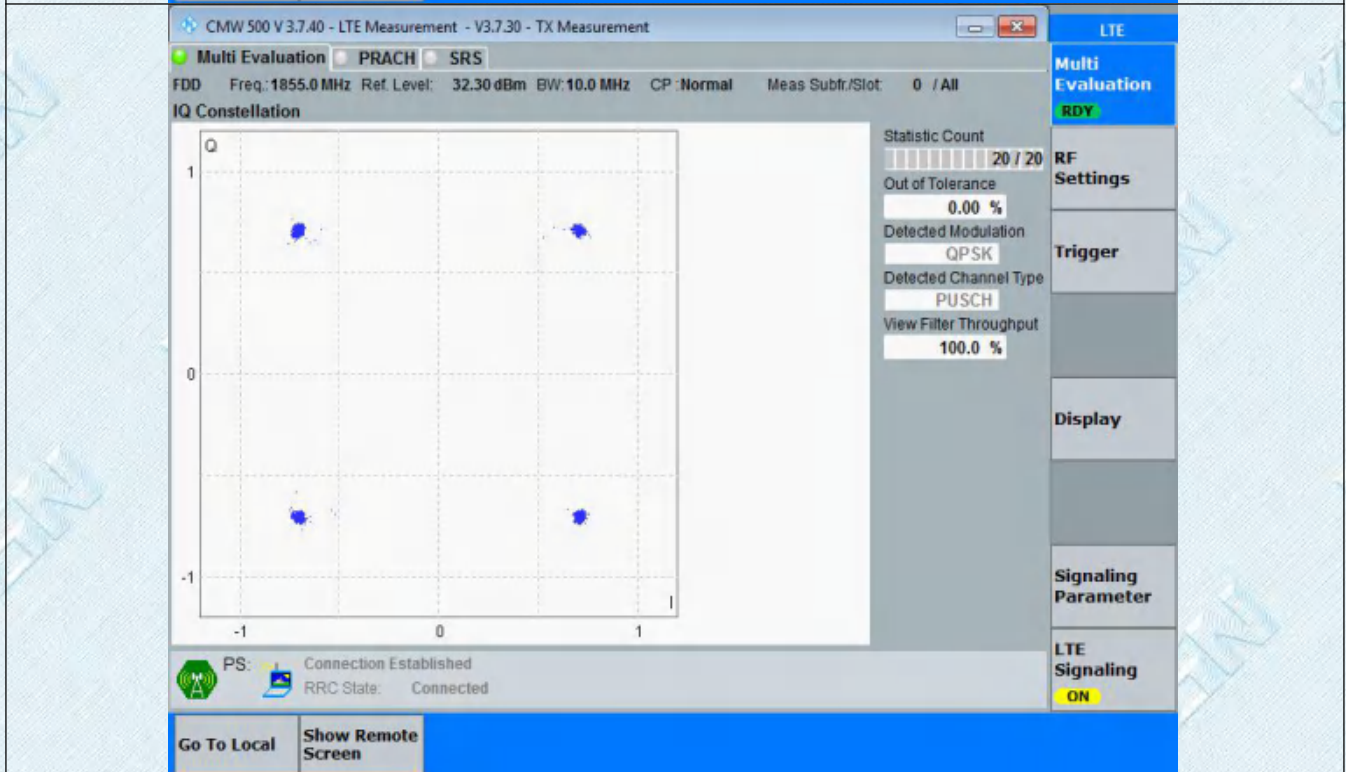 CMW 500 V 3.7.40 - LTE Measurement - V3.7.30 - TX Measurement
LTE
Multi Evaluation PRACH SRS
FDD Freq.: 1855.0 MHz Ref. Level: 32.30 dBm BW: 10.0 MHz CP : Normal Meas Subfr./Slot: 0 / All
IQ Constellation
Q
1
0
-1
I
-1 0 1
Statistic Count
20 / 20
Out of Tolerance
0.00 %
Detected Modulation
QPSK
Detected Channel Type
PUSCH
View Filter Throughput
100.0 %
Multi
Evaluation
RDY
RF
Settings
Trigger
Display
Signaling
Parameter
LTE
Signaling
ON
PS: Connection Established
RRC State: Connected
Go To Local
Show Remote
Screen